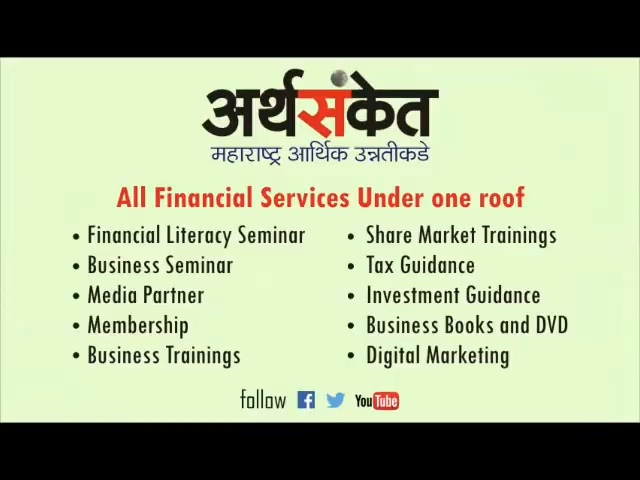 अर्थसंकेत
महाराष्ट्र आर्थिक उन्नतीकडे
All Financial Services Under one roof
• Financial Literacy Seminar
• Business Seminar
• Media Partner
• Membership
• Business Trainings
• Share Market Trainings
• Tax Guidance
• Investment Guidance
• Business Books and DVD
• Digital Marketing
follow f YouTube